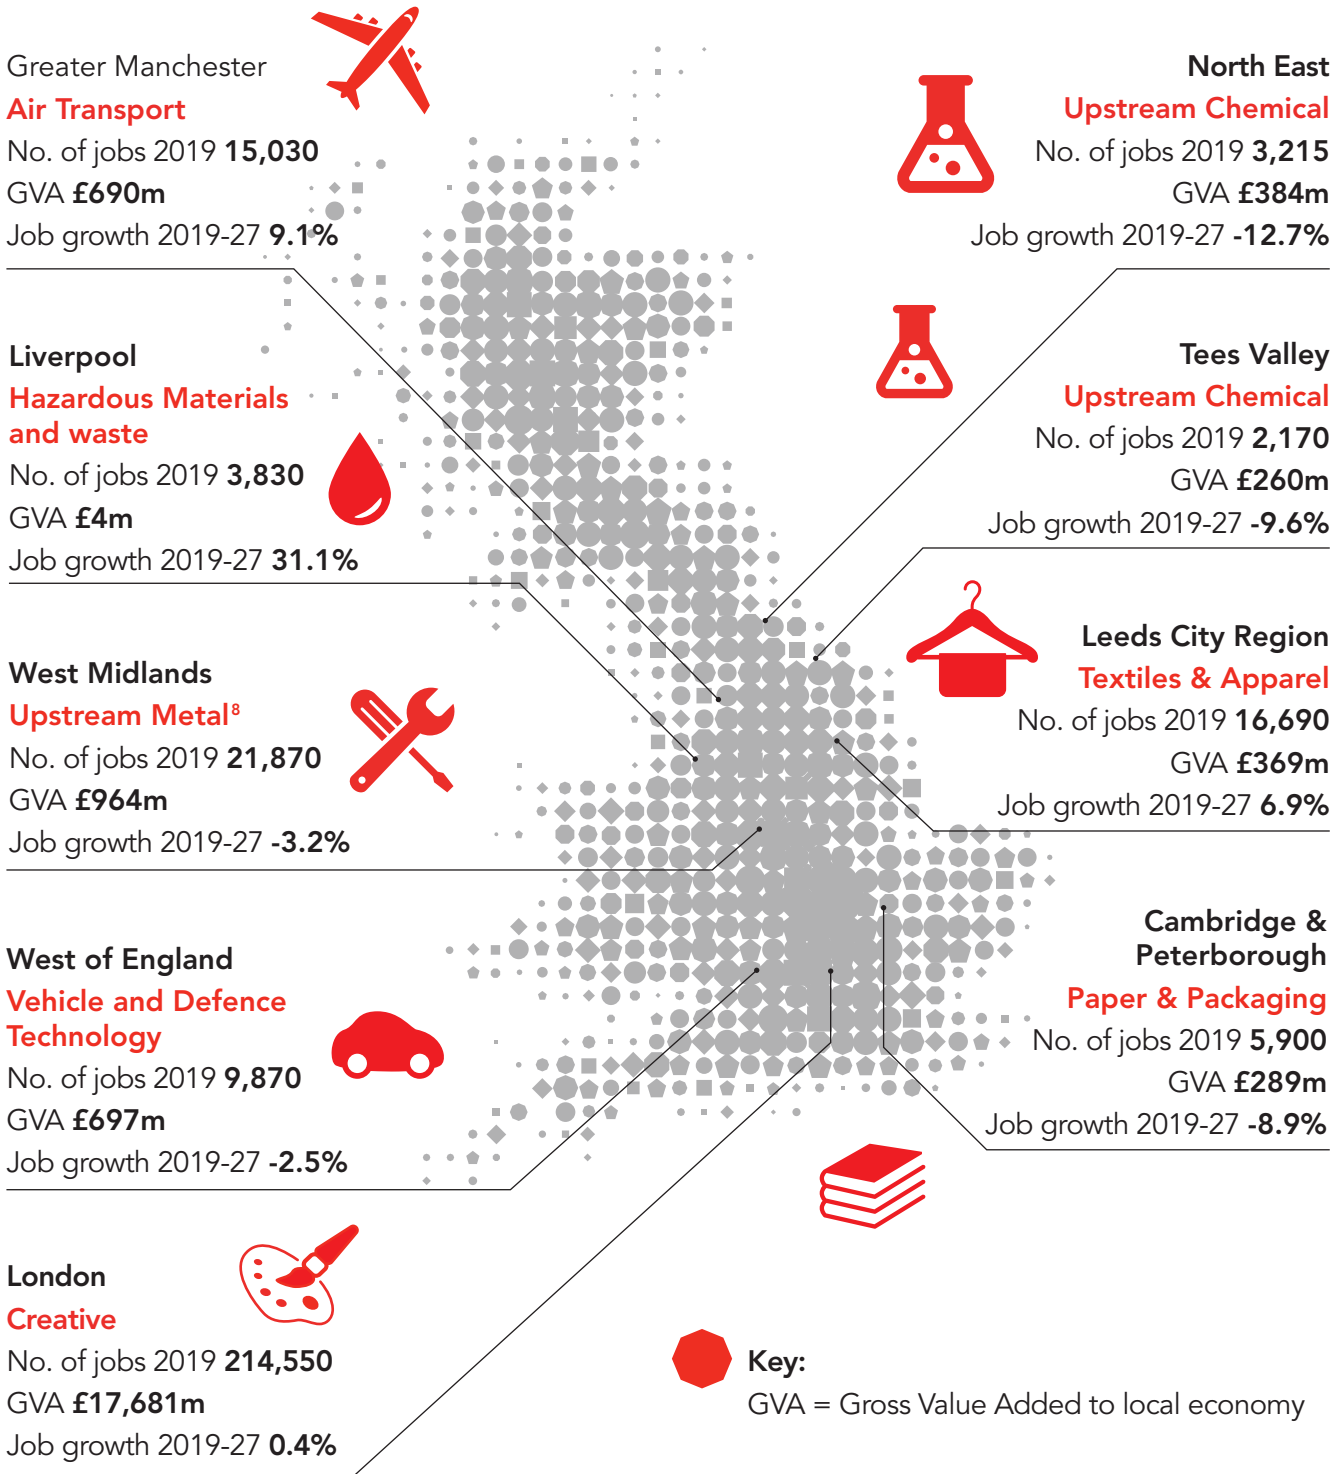 Greater Manchester
Air Transport
No. of jobs 2019 15,030
GVA £690m
Job growth 2019-27 9.1%
Liverpool
Hazardous Materials
and waste
No. of jobs 2019 3,830
GVA £4m
Job growth 2019-27 31.1%
West Midlands
Upstream Metal⁸
No. of jobs 2019 21,870
GVA £964m
Job growth 2019-27 -3.2%
West of England
Vehicle and Defence
Technology
No. of jobs 2019 9,870
GVA £697m
Job growth 2019-27 -2.5%
London
Creative
No. of jobs 2019 214,550
GVA £17,681m
Job growth 2019-27 0.4%
North East
Upstream Chemical
No. of jobs 2019 3,215
GVA £384m
Job growth 2019-27 -12.7%
Tees Valley
Upstream Chemical
No. of jobs 2019 2,170
GVA £260m
Job growth 2019-27 -9.6%
Leeds City Region
Textiles & Apparel
No. of jobs 2019 16,690
GVA £369m
Job growth 2019-27 6.9%
Cambridge &
Peterborough
Paper & Packaging
No. of jobs 2019 5,900
GVA £289m
Job growth 2019-27 -8.9%
Key:
GVA = Gross Value Added to local economy